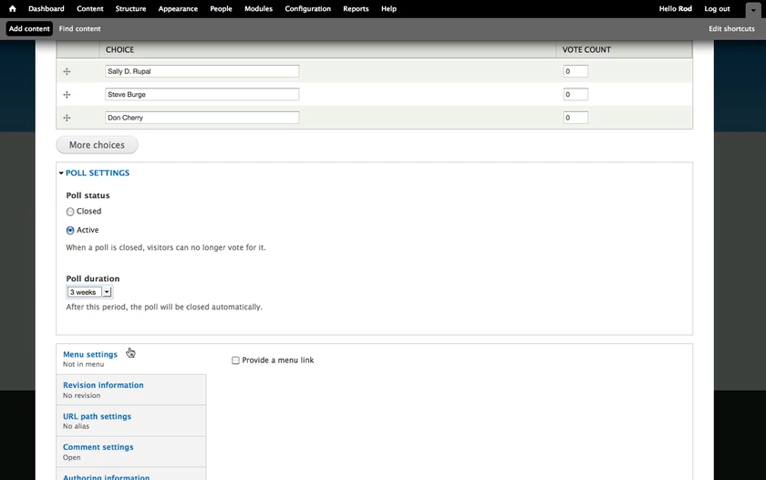 Dashboard Content Structure Appearance People Modules Configuration Reports Help Hello Rod Log out
Add content Find content Edit shortcuts
CHOICE VOTE COUNT
Sally D. Rupal 0
Steve Burge 0
Don Cherry 0
More choices
POLL SETTINGS
Poll status
Closed
Active
When a poll is closed, visitors can no longer vote for it.
Poll duration
3 weeks
After this period, the poll will be closed automatically.
Menu settings
Not in menu
Provide a menu link
Revision information
No revision
URL path settings
No alias
Comment settings
Open
Authoring information